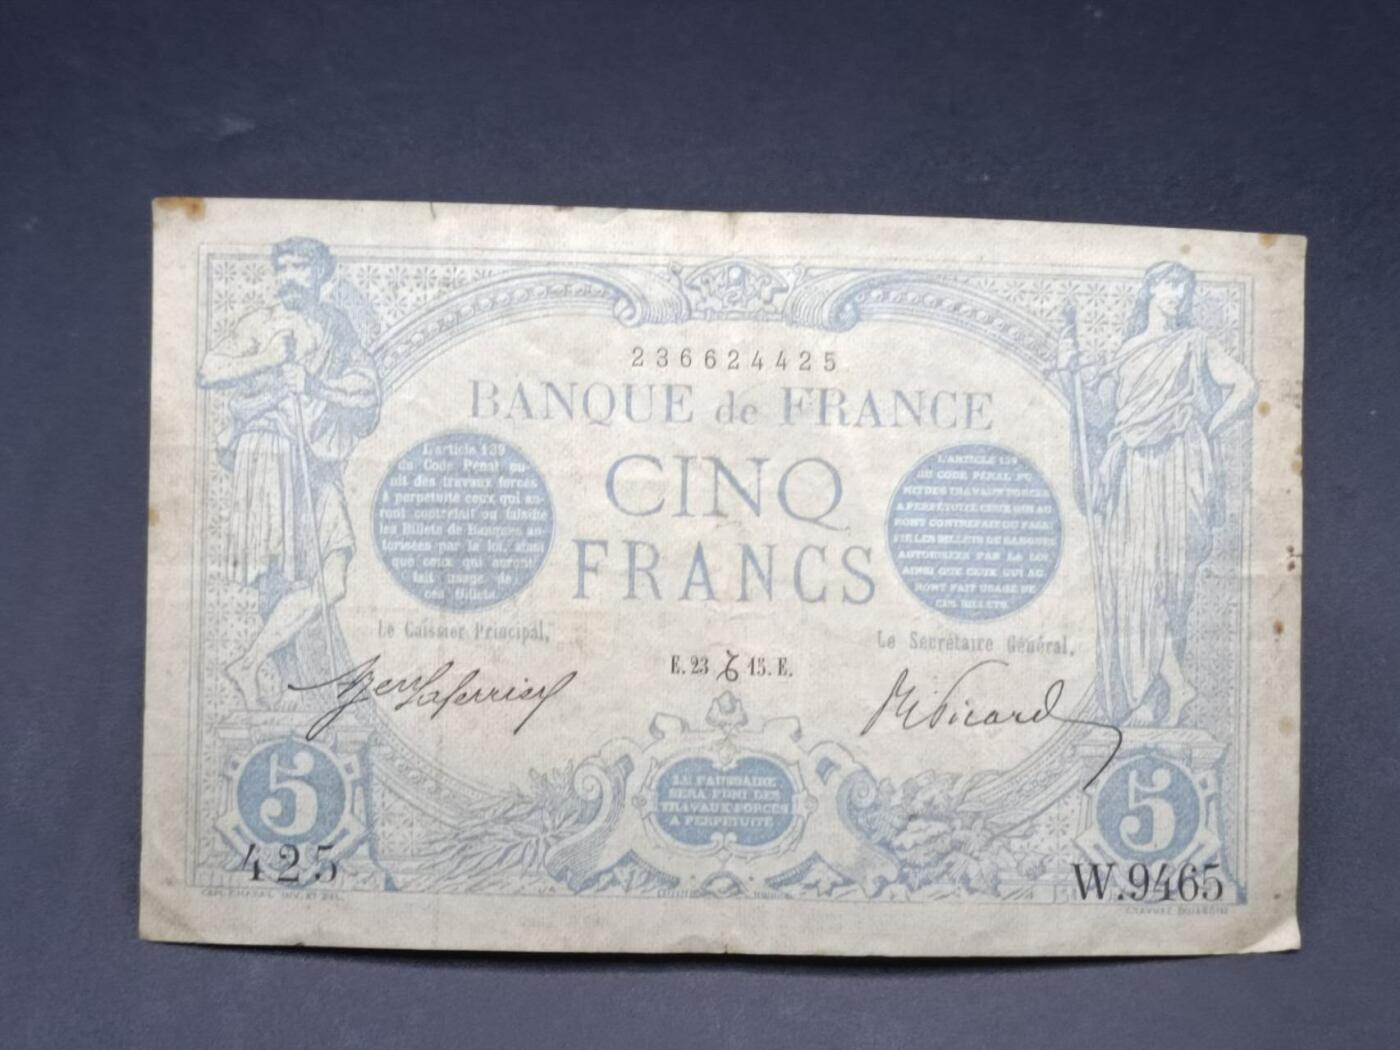 236624425
BANQUE de FRANCE
CINQ
FRANCS
L'article 139
du Code Pénal pu-
nit des travaux forcés
à perpétuité ceux qui au-
ront contrefait ou falsifié
les Billets de Banques au-
torisées par la loi, ainsi
que ceux qui auront
fait usage de
ces Billets.
L'ARTICLE 139
DU CODE PÉNAL PU-
NIT DES TRAVAUX FORCÉS
A PERPÉTUITÉ CEUX QUI AU
RONT CONTREFAIT OU FALSI-
FIÉ LES BILLETS DE BANQUES
AUTORISÉES PAR LA LOI
AINSI QUE CEUX QUI AU
RONT FAIT USAGE DE
CES BILLETS.
Le Caissier Principal,
Le Secrétaire Général,
E.23 15.E.
Picard
5
5
LE FAUSSAIRE
SERA PUNI DES
TRAVAUX FORCÉS
A PERPÉTUITÉ
425
W.9465